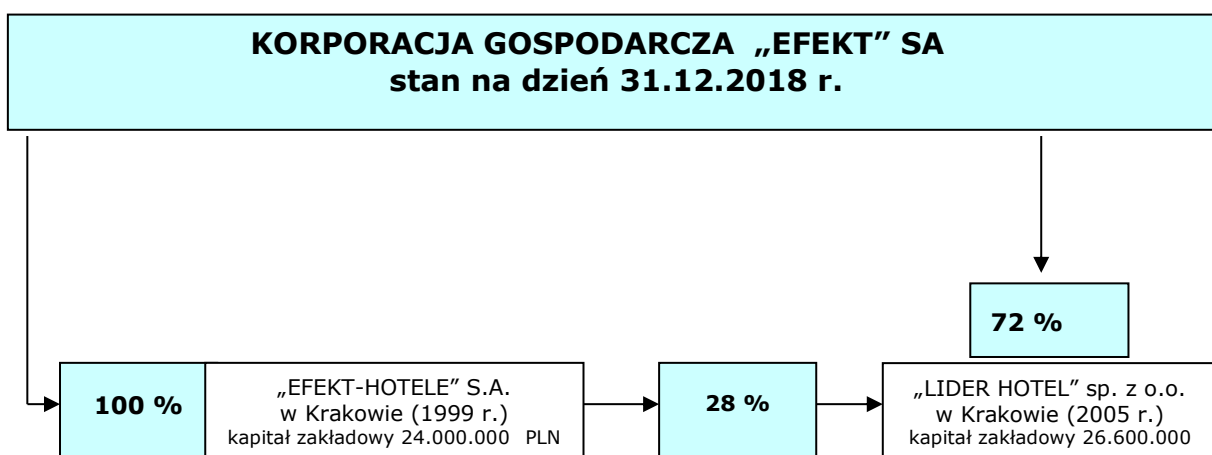 KORPORACJA GOSPODARCZA „EFEKT” SA
stan na dzień 31.12.2018 r.
72 %
100 %
„EFEKT-HOTELE” S.A.
w Krakowie (1999 r.)
kapitał zakładowy 24.000.000 PLN
28 %
„LIDER HOTEL” sp. z o.o.
w Krakowie (2005 r.)
kapitał zakładowy 26.600.000